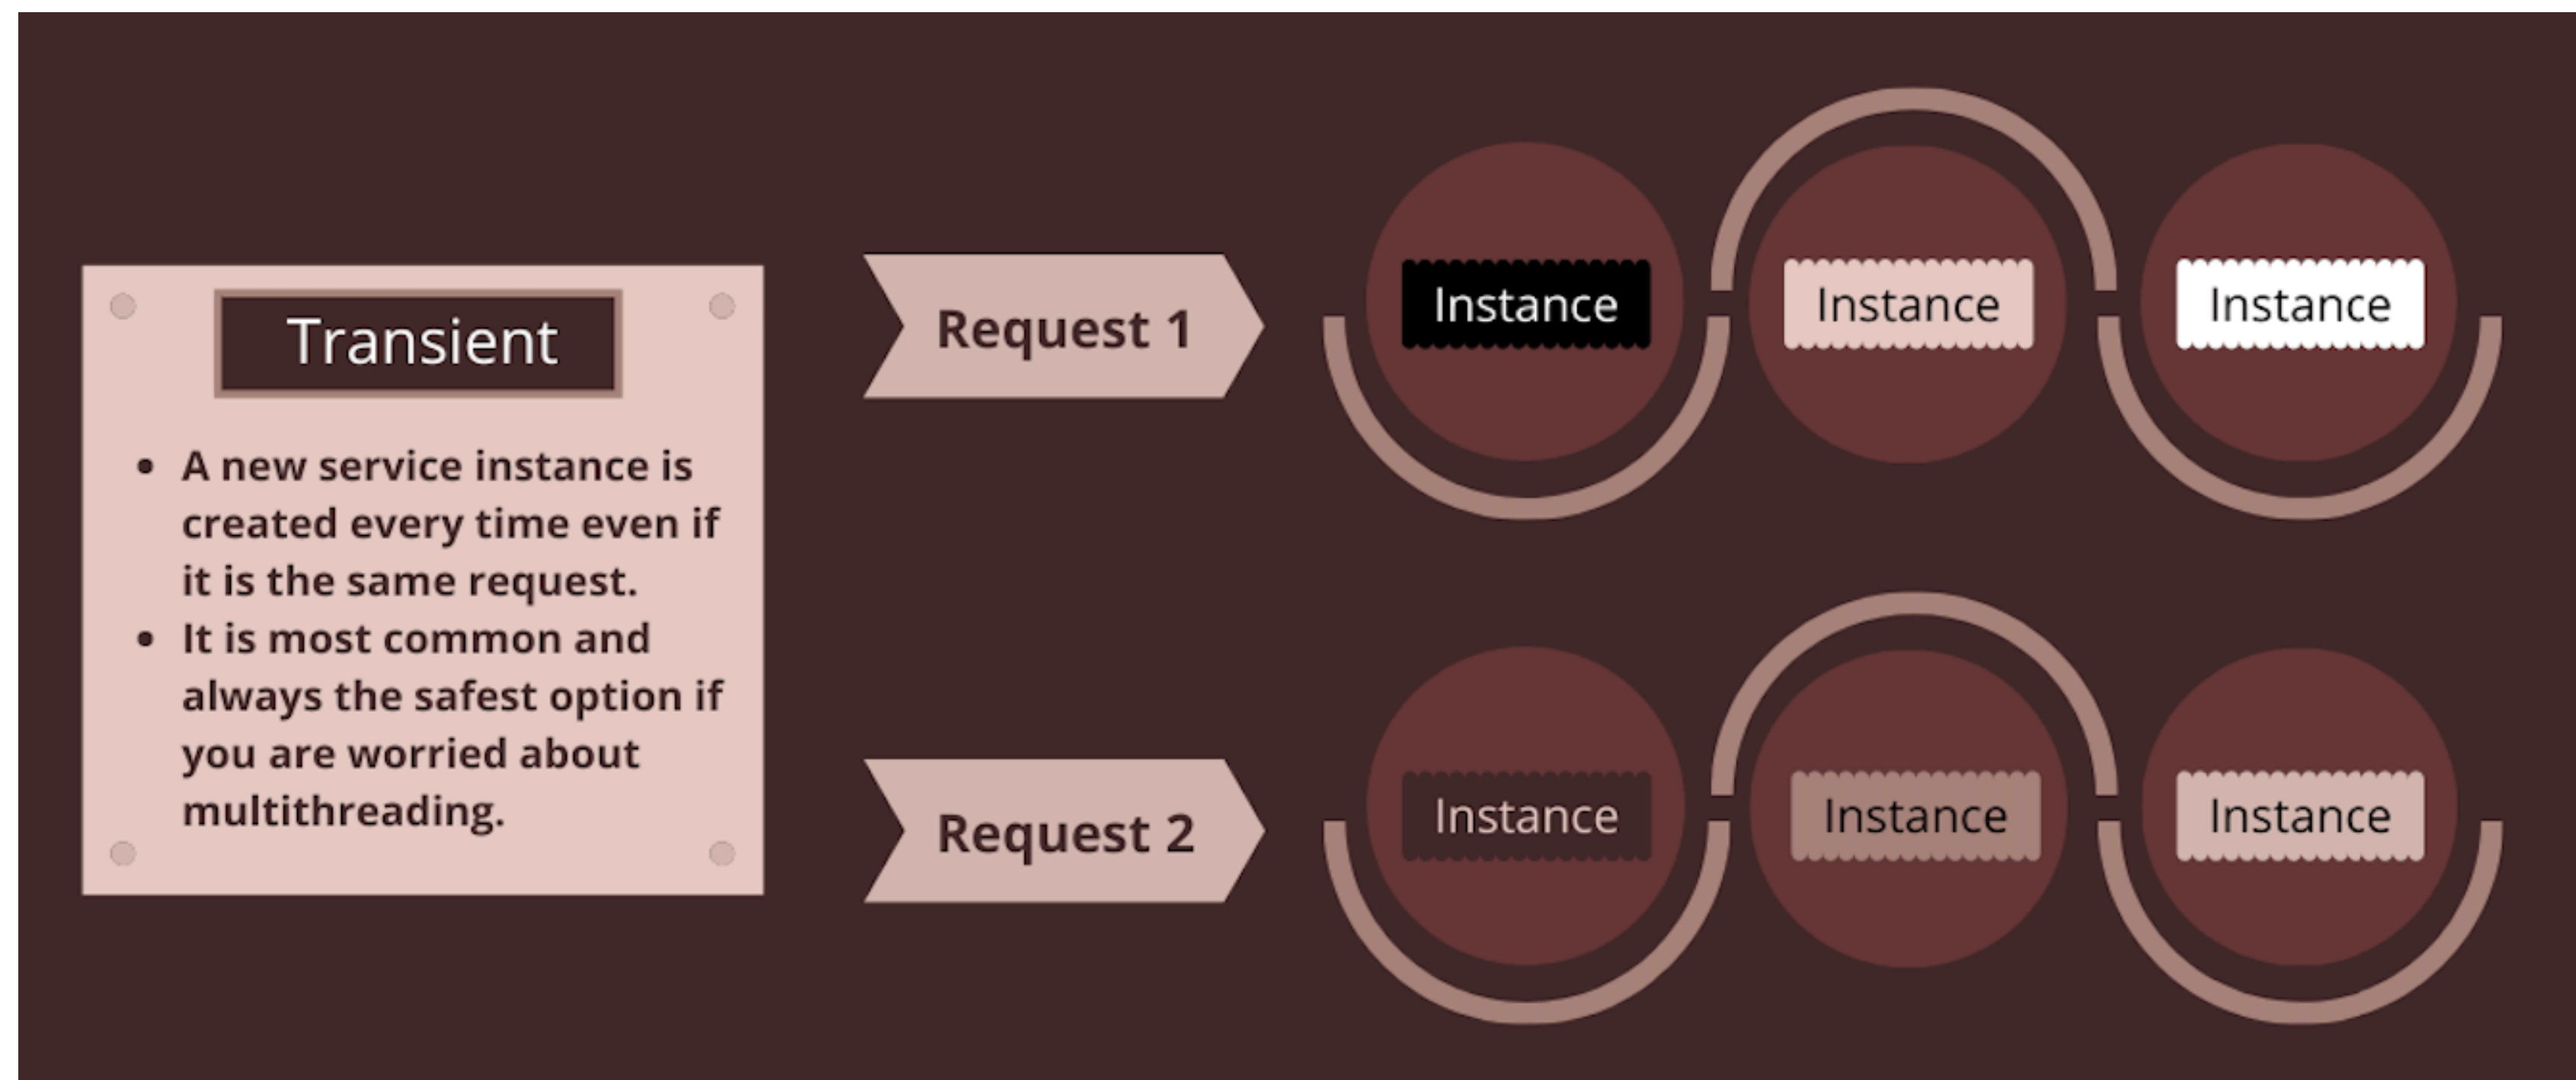 Transient
• A new service instance is
created every time even if
it is the same request.
• It is most common and
always the safest option if
you are worried about
multithreading.
Request 1
Instance
Instance
Instance
Request 2
Instance
Instance
Instance